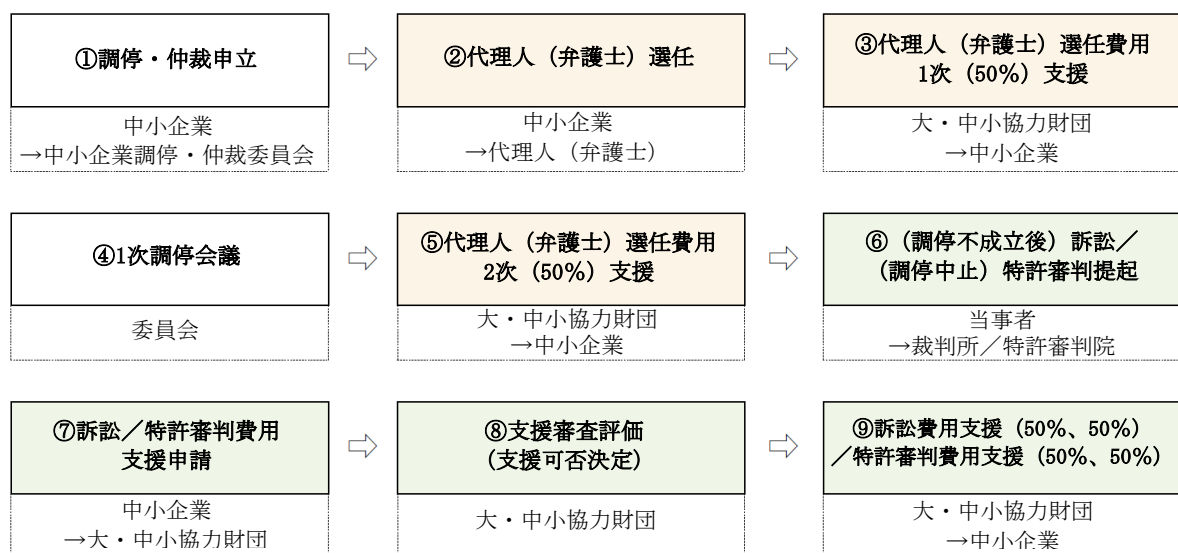 ①調停・仲裁申立
中小企業
→中小企業調停・仲裁委員会
②代理人（弁護士）選任
中小企業
→代理人（弁護士）
③代理人（弁護士）選任費用
1次（50％）支援
大・中小協力財団
→中小企業
④1次調停会議
委員会
⑤代理人（弁護士）選任費用
2次（50％）支援
大・中小協力財団
→中小企業
⑥（調停不成立後）訴訟／
（調停中止）特許審判提起
当事者
→裁判所／特許審判院
⑦訴訟／特許審判費用
支援申請
中小企業
→大・中小協力財団
⑧支援審査評価
(支援可否決定)
大・中小協力財団
⑨訴訟費用支援（50％、50％）
／特許審判費用支援（50％、50％）
大・中小協力財団
→中小企業